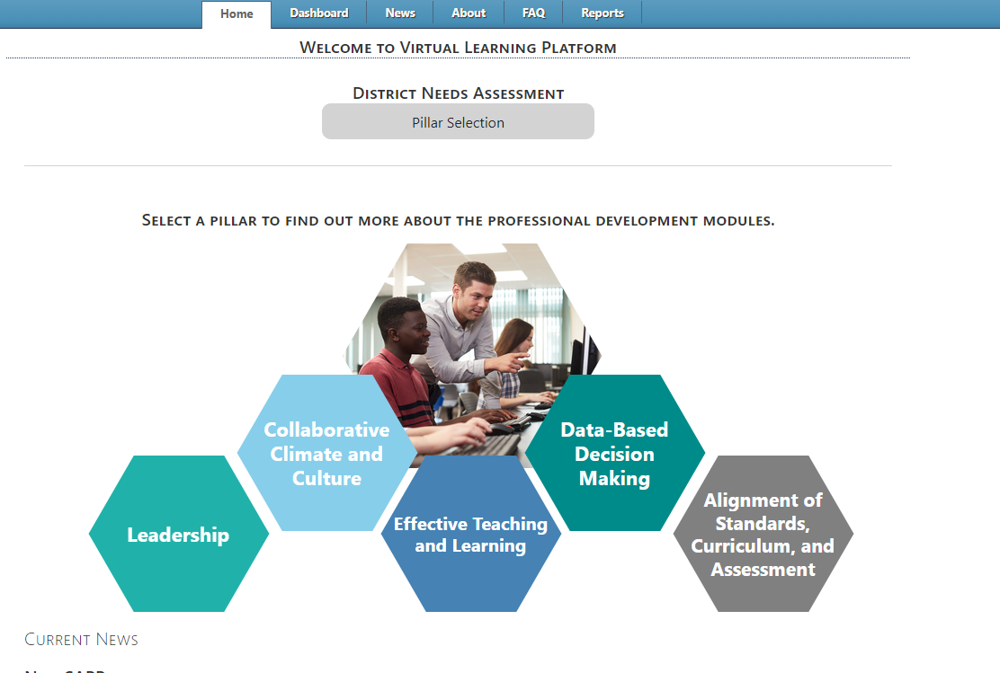 Home Dashboard News About FAQ Reports
Welcome to Virtual Learning Platform
District Needs Assessment
Pillar Selection
Select a pillar to find out more about the professional development modules.
Collaborative
Climate and
Culture
Data-Based
Decision
Making
Leadership
Effective Teaching
and Learning
Alignment of
Standards,
Curriculum, and
Assessment
Current News